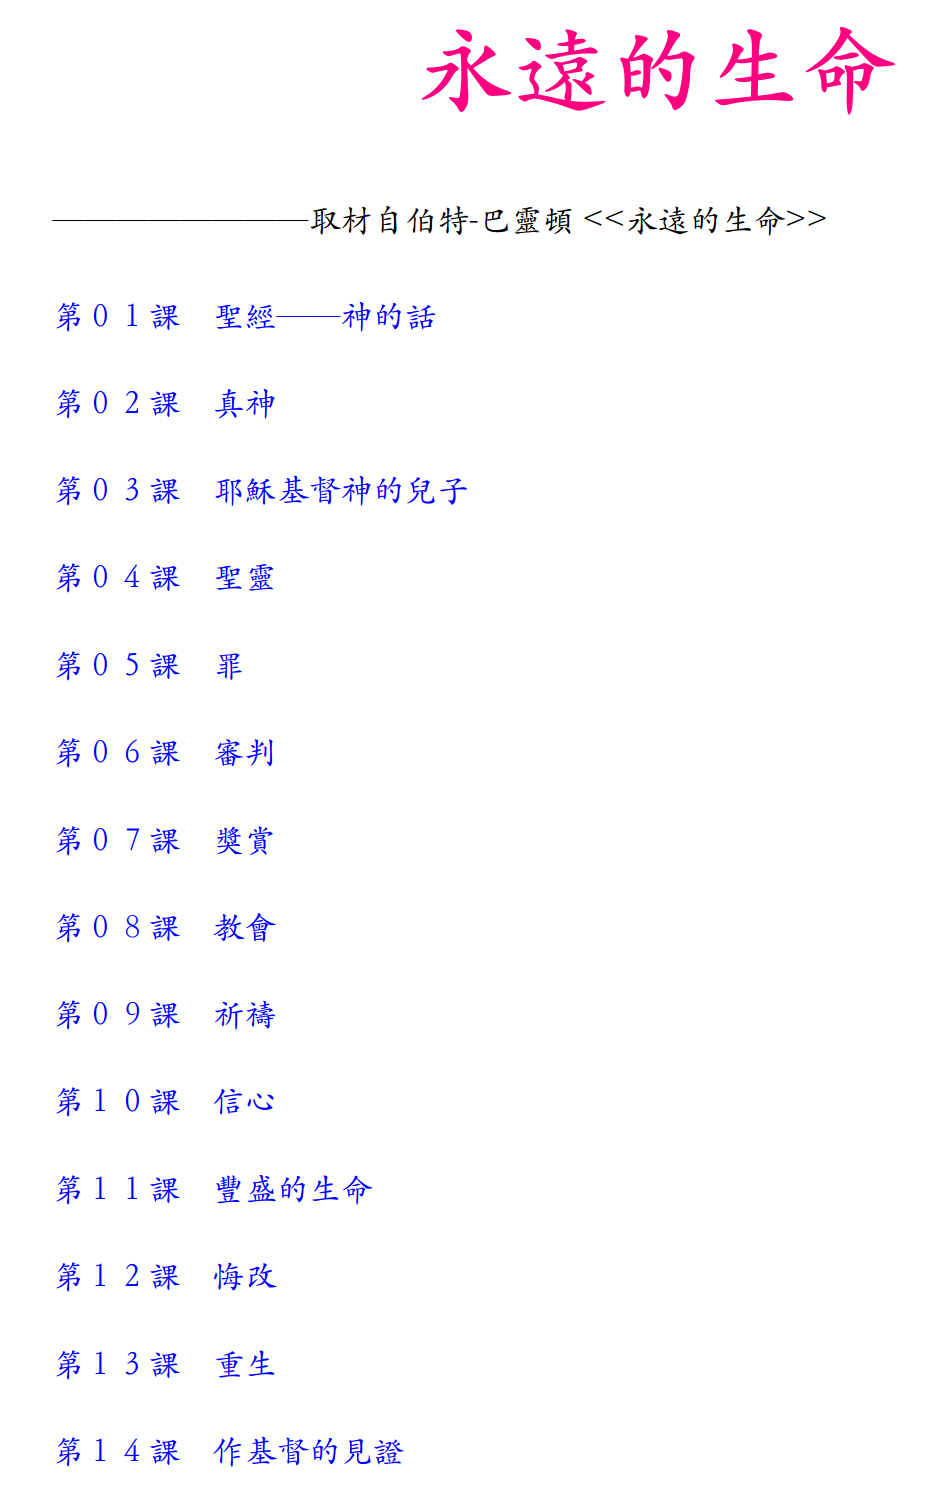 永遠的生命
————————取材自伯特-巴靈頓 <<永遠的生命>>
第０１課　聖經——神的話
第０２課　真神
第０３課　耶穌基督神的兒子
第０４課　聖靈
第０５課　罪
第０６課　審判
第０７課　獎賞
第０８課　教會
第０９課　祈禱
第１０課　信心
第１１課　豐盛的生命
第１２課　悔改
第１３課　重生
第１４課　作基督的見證